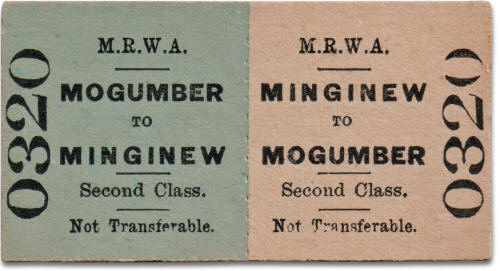 0320
M.R.W.A.
MOGUMBER
TO
MINGINEW
Second Class.
Not Transferable.
M.R.W.A.
MINGINEW
TO
MOGUMBER
Second Class.
Not Transferable.
0320